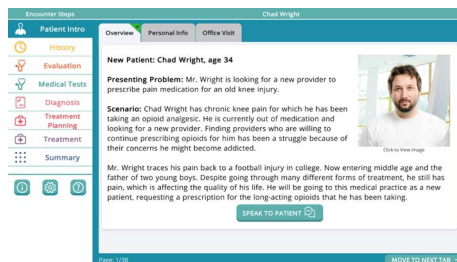 Encounter Steps
Chad Wright
Patient Intro
History
Evaluation
Medical Tests
Diagnosis
Treatment
Planning
Treatment
Summary
Overview
Personal Info
Office Visit
New Patient: Chad Wright, age 34
Presenting Problem: Mr. Wright is looking for a new provider to
prescribe pain medication for an old knee injury.
Scenario: Chad Wright has chronic knee pain for which he has been
taking an opioid analgesic. He is currently out of medication and
looking for a new provider. Finding providers who are willing to
continue prescribing opioids for him has been a struggle because of
their concerns he might become addicted.
Click to View Image
Mr. Wright traces his pain back to a football injury in college. Now entering middle age and the
father of two young boys. Despite going through many different forms of treatment, he still has
pain, which is affecting the quality of his life. He will be going to this medical practice as a new
patient, requesting a prescription for the long-acting opioids that he has been taking.
SPEAK TO PATIENT
Page: 1/38
MOVE TO NEXT TAB